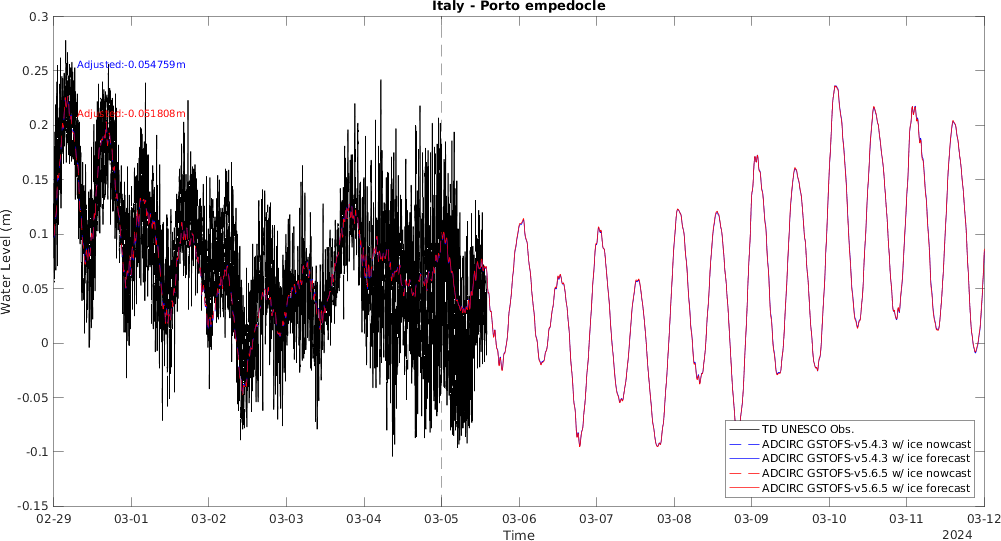 Italy - Porto empedocle
0.3
0.25
0.2
0.15
0.1
0.05
0
-0.05
-0.1
-0.15
Water Level (m)
Adjusted:-0.054759m
Adjusted:-0.061808m
TD UNESCO Obs.
ADCIRC GSTOFS-v5.4.3 w/ ice nowcast
ADCIRC GSTOFS-v5.4.3 w/ ice forecast
ADCIRC GSTOFS-v5.6.5 w/ ice nowcast
ADCIRC GSTOFS-v5.6.5 w/ ice forecast
02-29 03-01 03-02 03-03 03-04 03-05 03-06 03-07 03-08 03-09 03-10 03-11 03-12
Time
2024